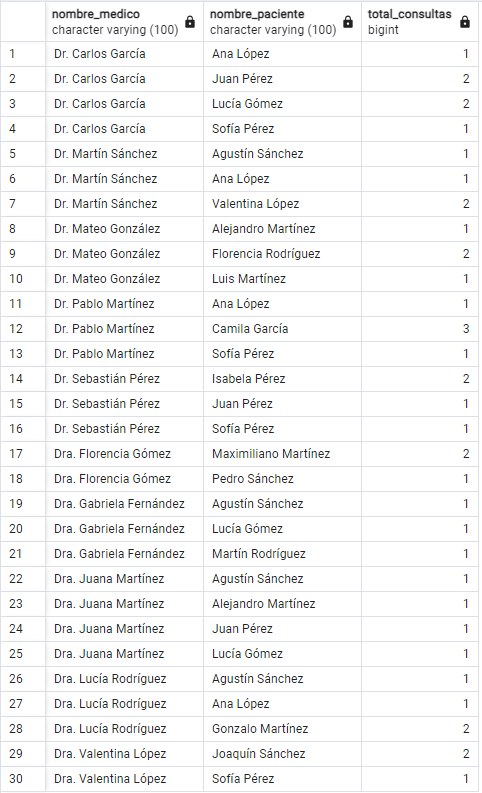 nombre_medico nombre_paciente total_consultas
character varying (100) character varying (100) bigint
1 Dr. Carlos García Ana López 1
2 Dr. Carlos García Juan Pérez 2
3 Dr. Carlos García Lucía Gómez 2
4 Dr. Carlos García Sofía Pérez 1
5 Dr. Martín Sánchez Agustín Sánchez 1
6 Dr. Martín Sánchez Ana López 1
7 Dr. Martín Sánchez Valentina López 2
8 Dr. Mateo González Alejandro Martínez 1
9 Dr. Mateo González Florencia Rodríguez 2
10 Dr. Mateo González Luis Martínez 1
11 Dr. Pablo Martínez Ana López 1
12 Dr. Pablo Martínez Camila García 3
13 Dr. Pablo Martínez Sofía Pérez 1
14 Dr. Sebastián Pérez Isabela Pérez 2
15 Dr. Sebastián Pérez Juan Pérez 1
16 Dr. Sebastián Pérez Sofía Pérez 1
17 Dra. Florencia Gómez Maximiliano Martínez 2
18 Dra. Florencia Gómez Pedro Sánchez 1
19 Dra. Gabriela Fernández Agustín Sánchez 1
20 Dra. Gabriela Fernández Lucía Gómez 1
21 Dra. Gabriela Fernández Martín Rodríguez 1
22 Dra. Juana Martínez Agustín Sánchez 1
23 Dra. Juana Martínez Alejandro Martínez 1
24 Dra. Juana Martínez Juan Pérez 1
25 Dra. Juana Martínez Lucía Gómez 1
26 Dra. Lucía Rodríguez Agustín Sánchez 1
27 Dra. Lucía Rodríguez Ana López 1
28 Dra. Lucía Rodríguez Gonzalo Martínez 2
29 Dra. Valentina López Joaquín Sánchez 2
30 Dra. Valentina López Sofía Pérez 1